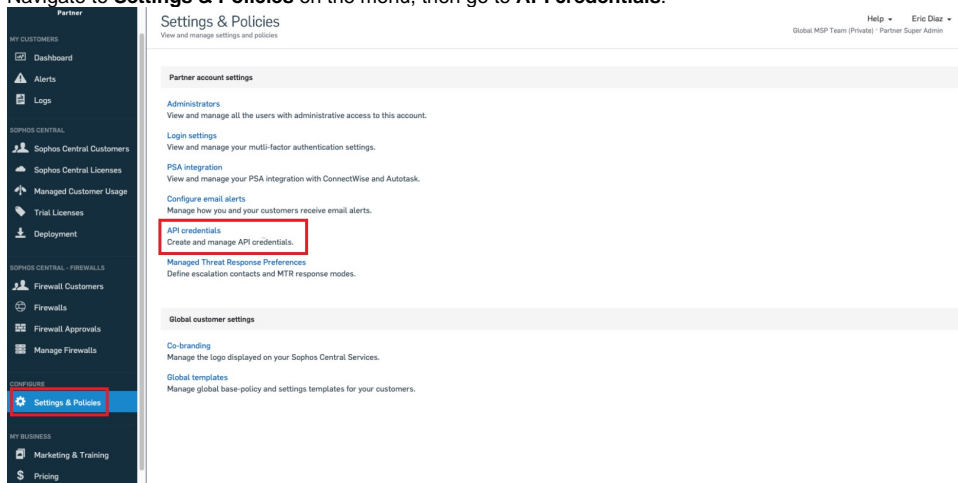 Navigate to Settings & Policies on the menu, then go to API credentials.
Partner
MY CUSTOMERS
Dashboard
Alerts
Logs
SOPHOS CENTRAL
Sophos Central Customers
Sophos Central Licenses
Managed Customer Usage
Trial Licenses
Deployment
SOPHOS CENTRAL - FIREWALLS
Firewall Customers
Firewalls
Firewall Approvals
Manage Firewalls
CONFIGURE
Settings & Policies
MY BUSINESS
Marketing & Training
Pricing
Settings & Policies
View and manage settings and policies
Help Eric Diaz
Global MSP Team (Private) · Partner Super Admin
Partner account settings
Administrators
View and manage all the users with administrative access to this account.
Login settings
View and manage your mutli-factor authentication settings.
PSA integration
View and manage your PSA integration with ConnectWise and Autotask.
Configure email alerts
Manage how you and your customers receive email alerts.
API credentials
Create and manage API credentials.
Managed Threat Response Preferences
Define escalation contacts and MTR response modes.
Global customer settings
Co-branding
Manage the logo displayed on your Sophos Central Services.
Global templates
Manage global base-policy and settings templates for your customers.